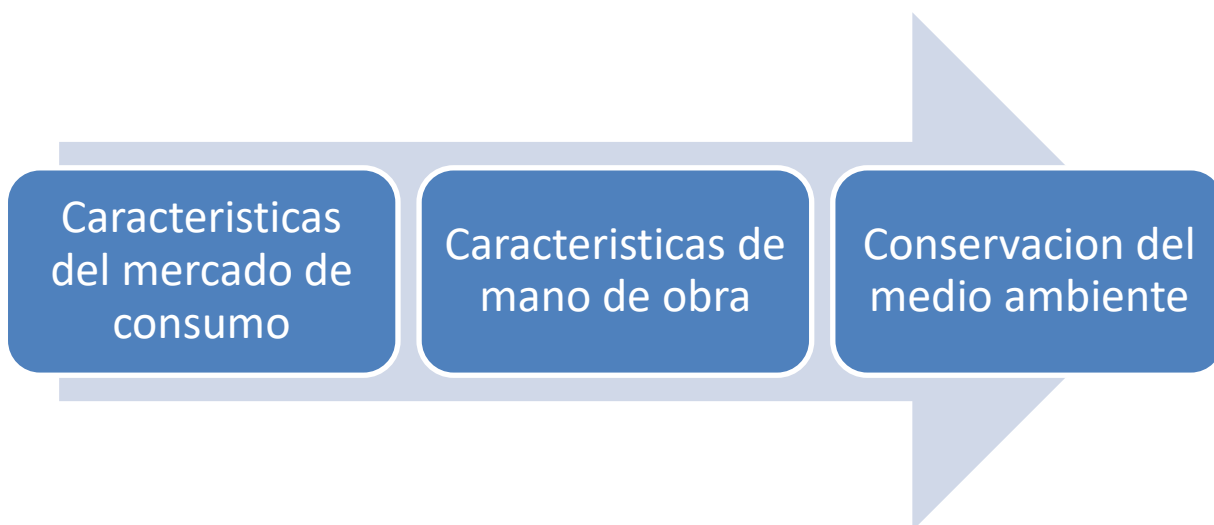 Caracteristicas
del mercado de
consumo
Caracteristicas de
mano de obra
Conservacion del
medio ambiente